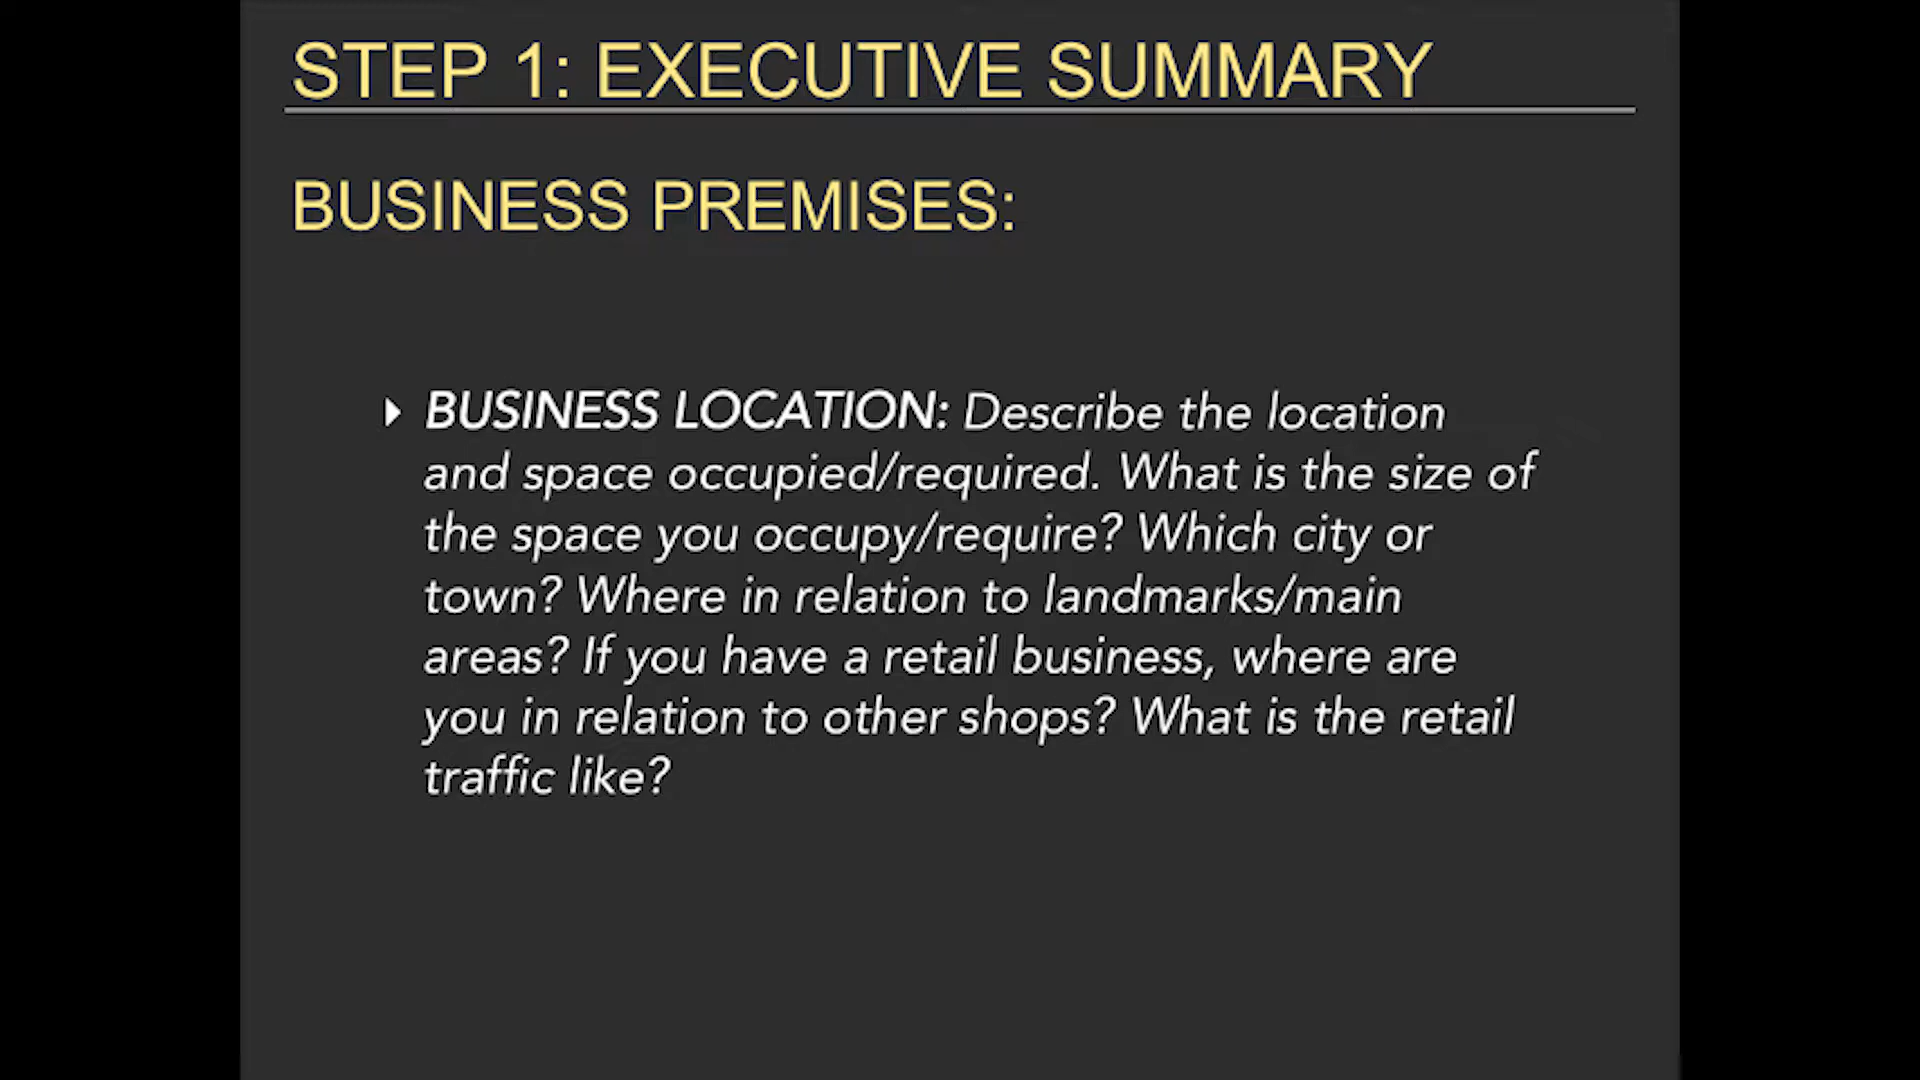 STEP 1: EXECUTIVE SUMMARY
BUSINESS PREMISES:
BUSINESS LOCATION: Describe the location
and space occupied/required. What is the size of
the space you occupy/require? Which city or
town? Where in relation to landmarks/main
areas? If you have a retail business, where are
you in relation to other shops? What is the retail
traffic like?